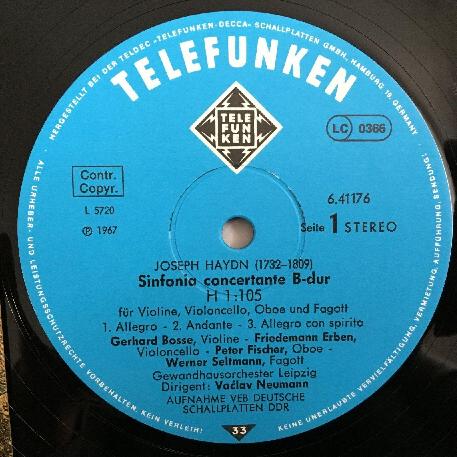 HERGESTELLT BEI DER TELDEC »TELEFUNKEN-DECCA« SCHALLPLATTEN GMBH, HAMBURG 19 GERMANY
TELEFUNKEN
TELE
FUN
KEN
LC 0366
Contr.
Copyr.
L 5720
Ⓟ 1967
6.41176
Seite 1 STEREO
JOSEPH HAYDN (1732-1809)
Sinfonia concertante B-dur
H 1:105
für Violine, Violoncello, Oboe und Fagott
1. Allegro - 2. Andante - 3. Allegro con spirito
Gerhard Bosse, Violine - Friedemann Erben,
Violoncello - Peter Fischer, Oboe -
Werner Seltmann, Fagott
Gewandhausorchester Leipzig
Dirigent: Vaclav Neumann
AUFNAHME VEB DEUTSCHE
SCHALLPLATTEN DDR
33
ALLE URHEBER- UND LEISTUNGSSCHUTZRECHTE VORBEHALTEN. KEIN VERLEIH!
KEINE UNERLAUBTE VERVIELFÄLTIGUNG, VERMIETUNG, AUFFÜHRUNG, SENDUNG!